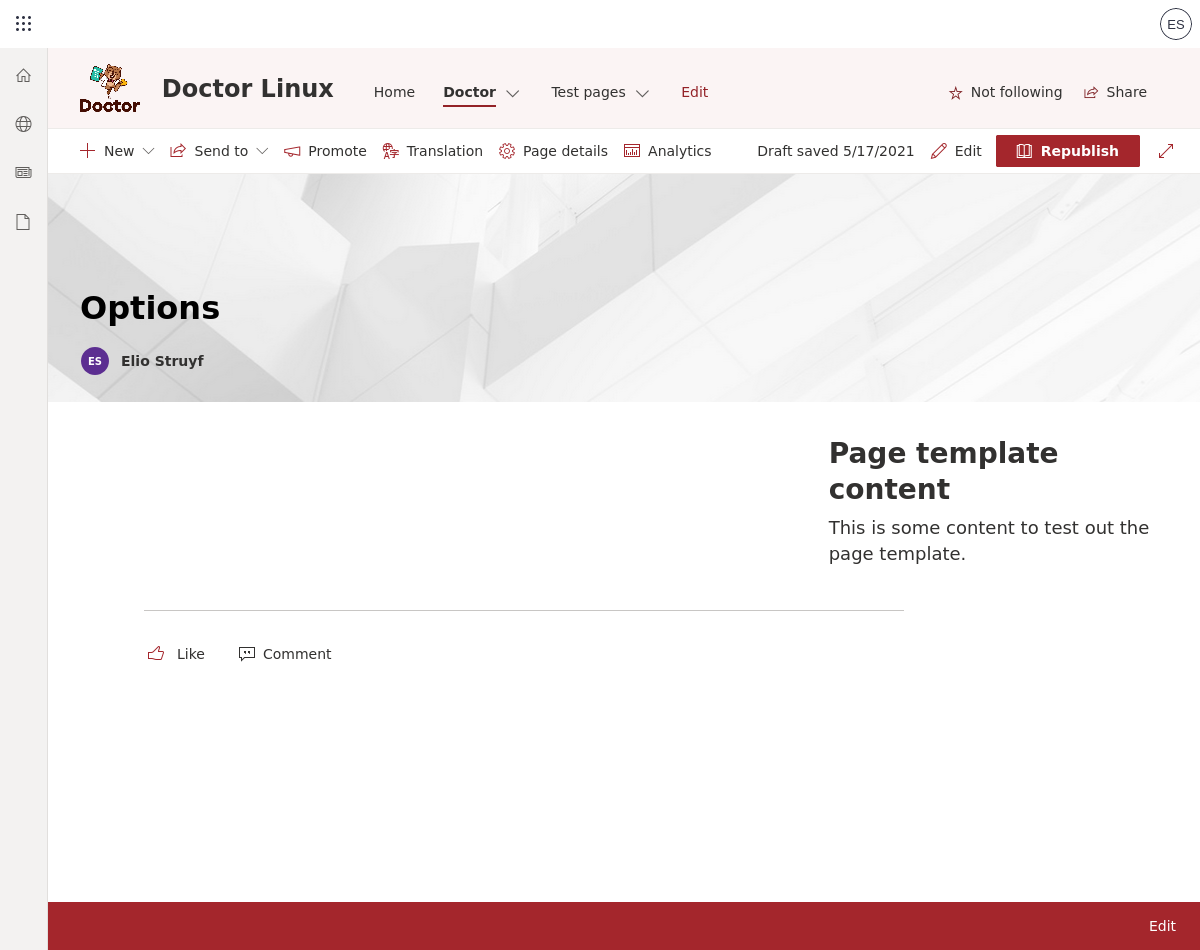 ES
Doctor
Doctor Linux
Home Doctor Test pages Edit
Not following Share
New Send to Promote Translation Page details Analytics
Draft saved 5/17/2021 Edit Republish
Options
ES Elio Struyf
Page template
content
This is some content to test out the
page template.
Like Comment
Edit